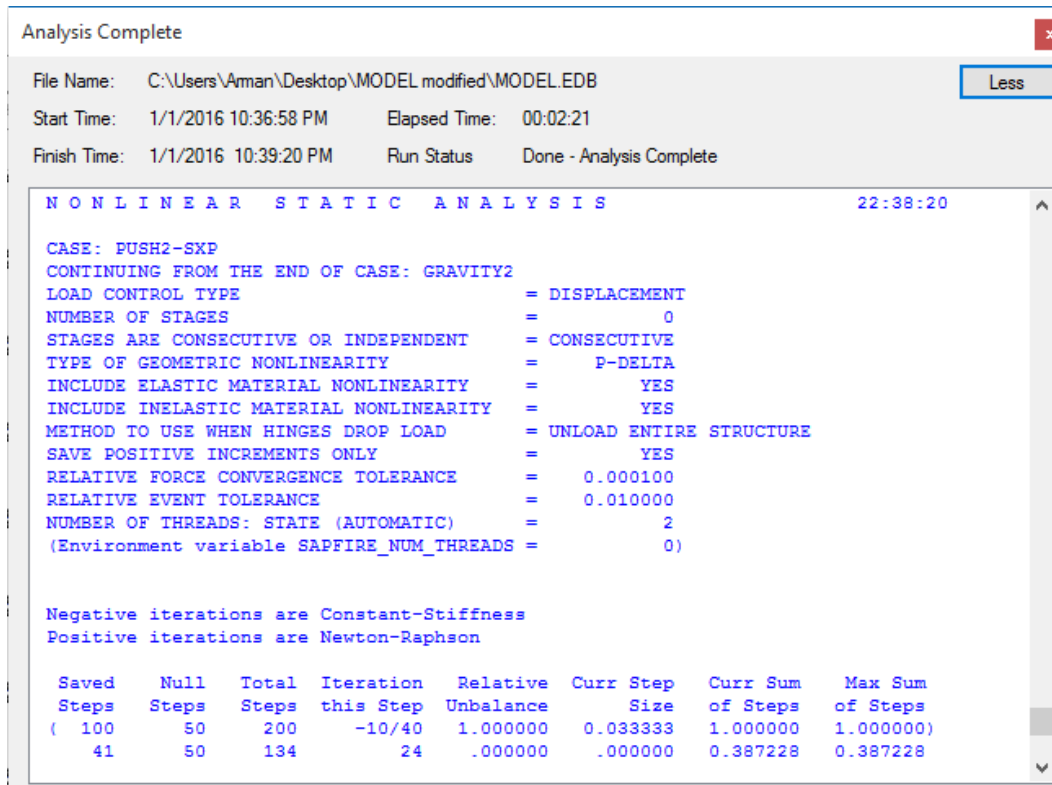 Analysis Complete
x
File Name: C:\Users\Arman\Desktop\MODEL modified\MODEL.EDB
Less
Start Time: 1/1/2016 10:36:58 PM Elapsed Time: 00:02:21
Finish Time: 1/1/2016 10:39:20 PM Run Status Done - Analysis Complete
N O N L I N E A R   S T A T I C   A N A L Y S I S 22:38:20
CASE: PUSH2-SXP
CONTINUING FROM THE END OF CASE: GRAVITY2
LOAD CONTROL TYPE = DISPLACEMENT
NUMBER OF STAGES = 0
STAGES ARE CONSECUTIVE OR INDEPENDENT = CONSECUTIVE
TYPE OF GEOMETRIC NONLINEARITY = P-DELTA
INCLUDE ELASTIC MATERIAL NONLINEARITY = YES
INCLUDE INELASTIC MATERIAL NONLINEARITY = YES
METHOD TO USE WHEN HINGES DROP LOAD = UNLOAD ENTIRE STRUCTURE
SAVE POSITIVE INCREMENTS ONLY = YES
RELATIVE FORCE CONVERGENCE TOLERANCE = 0.000100
RELATIVE EVENT TOLERANCE = 0.010000
NUMBER OF THREADS: STATE (AUTOMATIC) = 2
(Environment variable SAPFIRE_NUM_THREADS = 0)
Negative iterations are Constant-Stiffness
Positive iterations are Newton-Raphson
Saved Null Total Iteration Relative Curr Step Curr Sum Max Sum
Steps Steps Steps this Step Unbalance Size of Steps of Steps
( 100 50 200 -10/40 1.000000 0.033333 1.000000 1.000000)
41 50 134 24 .000000 .000000 0.387228 0.387228